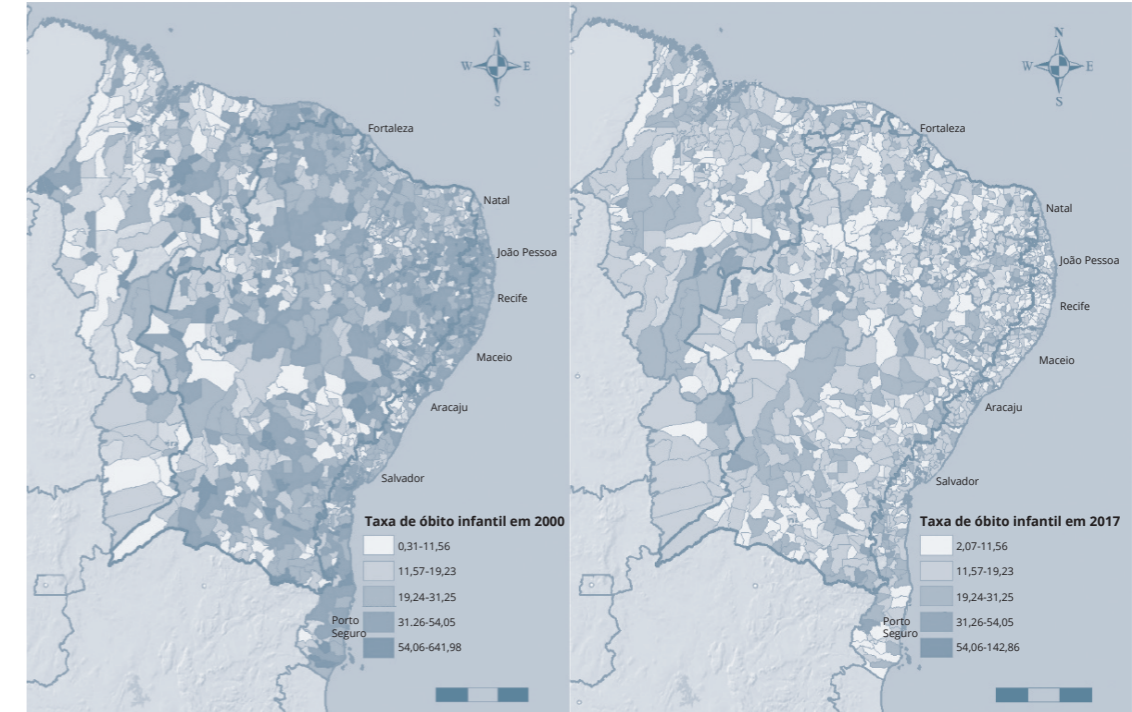 N
W E
S
Fortaleza
Natal
João Pessoa
Recife
Maceio
Aracaju
Salvador
Taxa de óbito infantil em 2000
0,31-11,56
11,57-19,23
19,24-31,25
31.26-54,05
54,06-641,98
Porto
Seguro
N
W E
S
Fortaleza
Natal
João Pessoa
Recife
Maceio
Aracaju
Salvador
Taxa de óbito infantil em 2017
2,07-11,56
11,57-19,23
19,24-31,25
31,26-54,05
54,06-142,86
Porto
Seguro